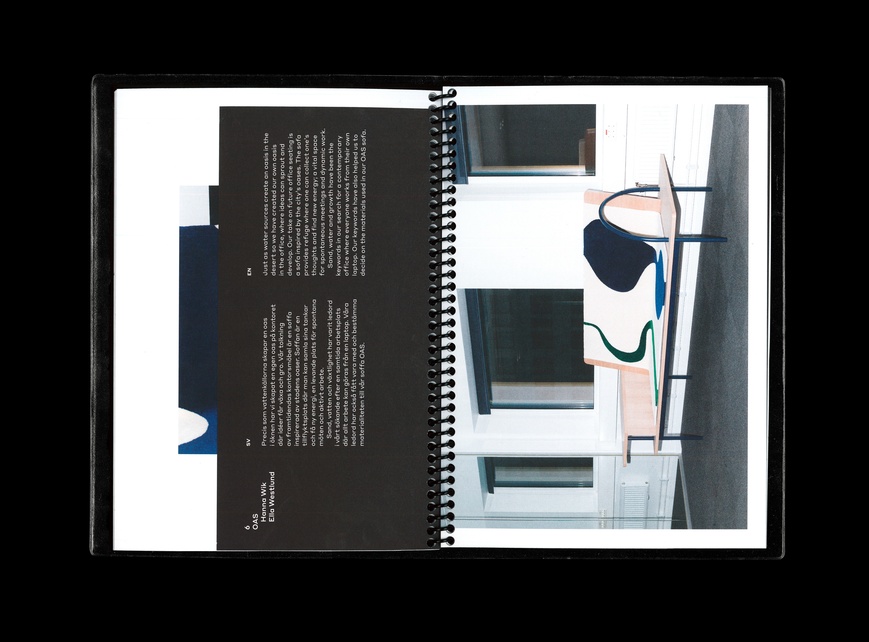 6
OAS
Hanna Wik
Ella Westlund
SV
Precis som vattenkällorna skapar en oas
i öknen har vi skapat en egen oas på kontoret
där idéer får växa och gro. Vår tolkning
av framtidendas kontorsmöbel är en soffa
inspirerad av stadens oaser. Soffan är en
tillflyktsplats där man kan samla sina tankar
och få ny energi, en levande plats för spontana
möten och aktivt arbete.
Sand, vatten och växtlighet har varit ledord
i vårt sökande efter en samtida arbetsplats
där allt arbete kan göras från en laptop. Våra
ledord har också fått vara med och bestämma
materialiteten till vår soffa OAS.
EN
Just as water sources create an oasis in the
desert so we have created our own oasis
in the office, where ideas can sprout and
develop. Our take on future office seating is
a sofa inspired by the city's oases. The sofa
provides refuge where one can collect one's
thoughts and find new energy; a vital space
for spontaneous meetings and dynamic work.
Sand, water and growth have been the
keywords in our search for a contemporary
office where everyone works from their own
laptop. Our keywords have also helped us to
decide on the materials used in our OAS sofa.